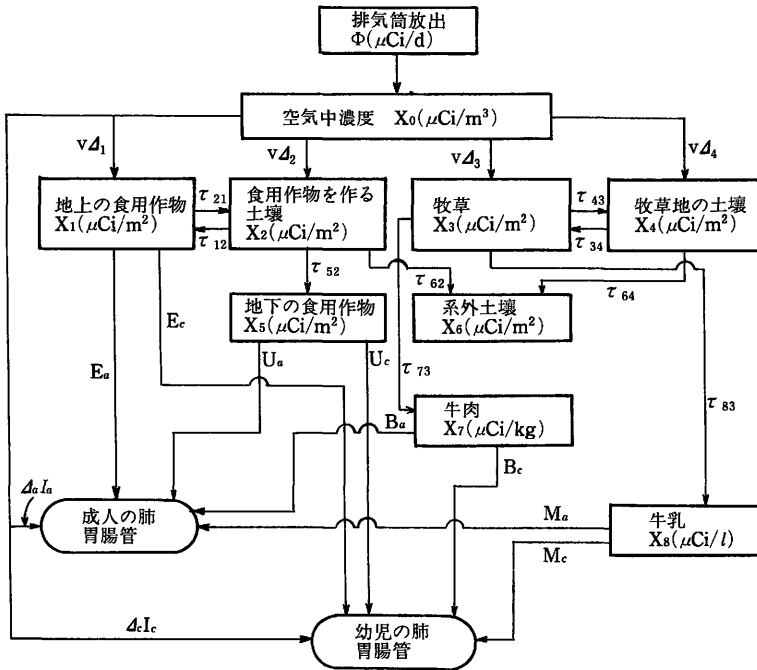 排気筒放出
Φ(μCi/d)
空気中濃度 X₀(μCi/m³)
vΔ₁
vΔ₂
vΔ₃
vΔ₄
地上の食用作物
X₁(μCi/m²)
τ₂₁
τ₁₂
食用作物を作る
土壌
X₂(μCi/m²)
牧草
X₃(μCi/m²)
τ₄₃
τ₃₄
牧草地の土壌
X₄(μCi/m²)
τ₅₂
τ₆₂
τ₆₄
地下の食用作物
X₅(μCi/m²)
系外土壌
X₆(μCi/m²)
Ec
Ea
Ua
Uc
τ₇₃
τ₈₃
牛肉
X₇(μCi/kg)
Ba
Bc
ΔaIa
成人の肺
胃腸管
Ma
Mc
牛乳
X₈(μCi/l)
ΔcIc
幼児の肺
胃腸管